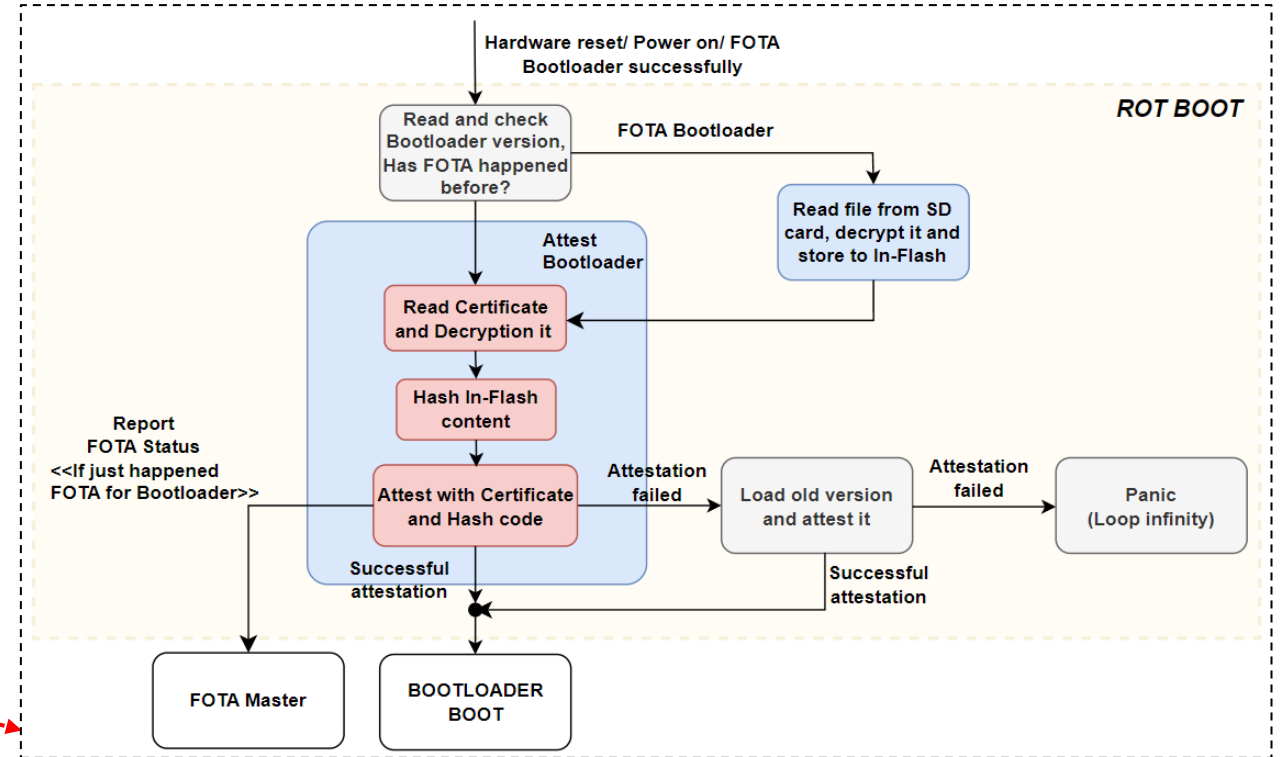 Hardware reset/ Power on/ FOTA
Bootloader successfully
ROT BOOT
Read and check
Bootloader version,
Has FOTA happened
before?
FOTA Bootloader
Read file from SD
card, decrypt it and
store to In-Flash
Attest
Bootloader
Read Certificate
and Decryption it
Hash In-Flash
content
Report
FOTA Status
<<If just happened
FOTA for Bootloader>>
Attest with Certificate
and Hash code
Attestation
failed
Load old version
and attest it
Attestation
failed
Panic
(Loop infinity)
Successful
attestation
Successful
attestation
FOTA Master
BOOTLOADER
BOOT